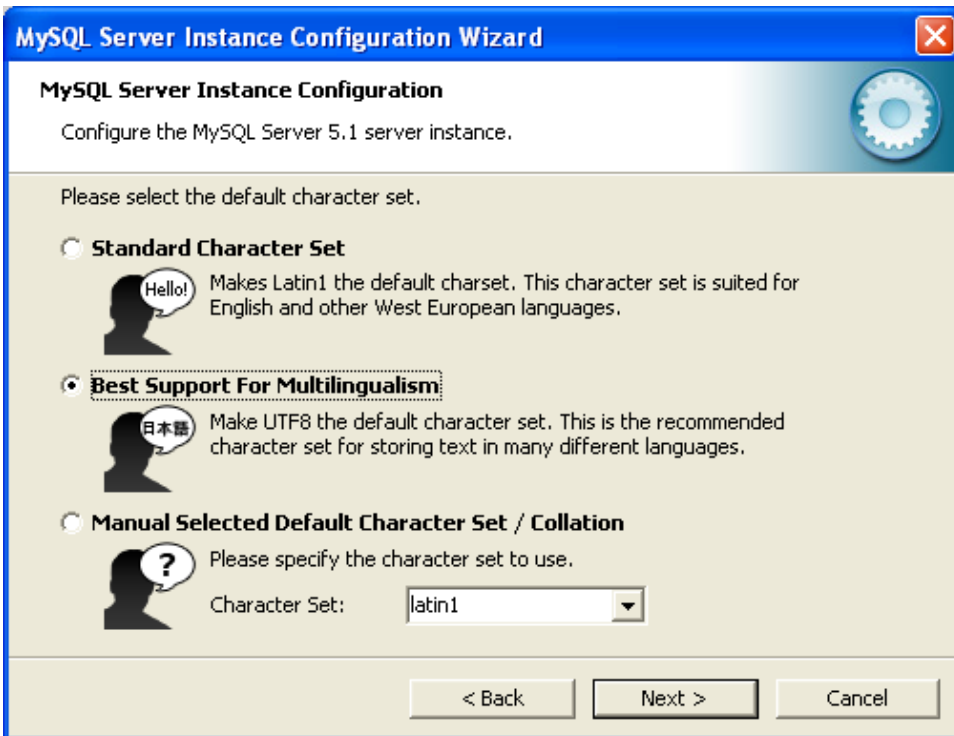 MySQL Server Instance Configuration Wizard
MySQL Server Instance Configuration
Configure the MySQL Server 5.1 server instance.
Please select the default character set.
Standard Character Set
Hello!
Makes Latin1 the default charset. This character set is suited for
English and other West European languages.
Best Support For Multilingualism
日本語
Make UTF8 the default character set. This is the recommended
character set for storing text in many different languages.
Manual Selected Default Character Set / Collation
?
Please specify the character set to use.
Character Set: latin1
< Back Next > Cancel